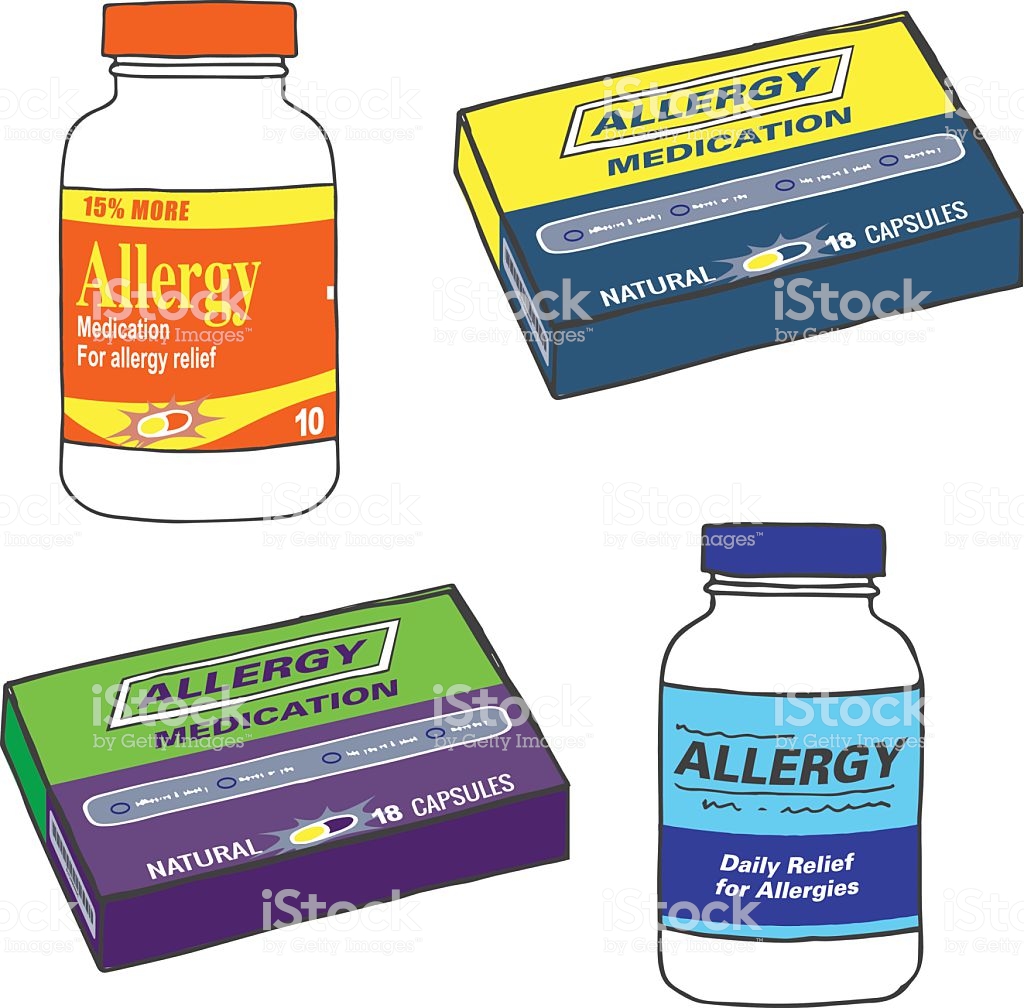 15% MORE
Allergy
Medication
For allergy relief
10
ALLERGY
MEDICATION
NATURAL 18 CAPSULES
ALLERGY
MEDICATION
NATURAL 18 CAPSULES
ALLERGY
Daily Relief
for Allergies
iStock
by Getty Images™